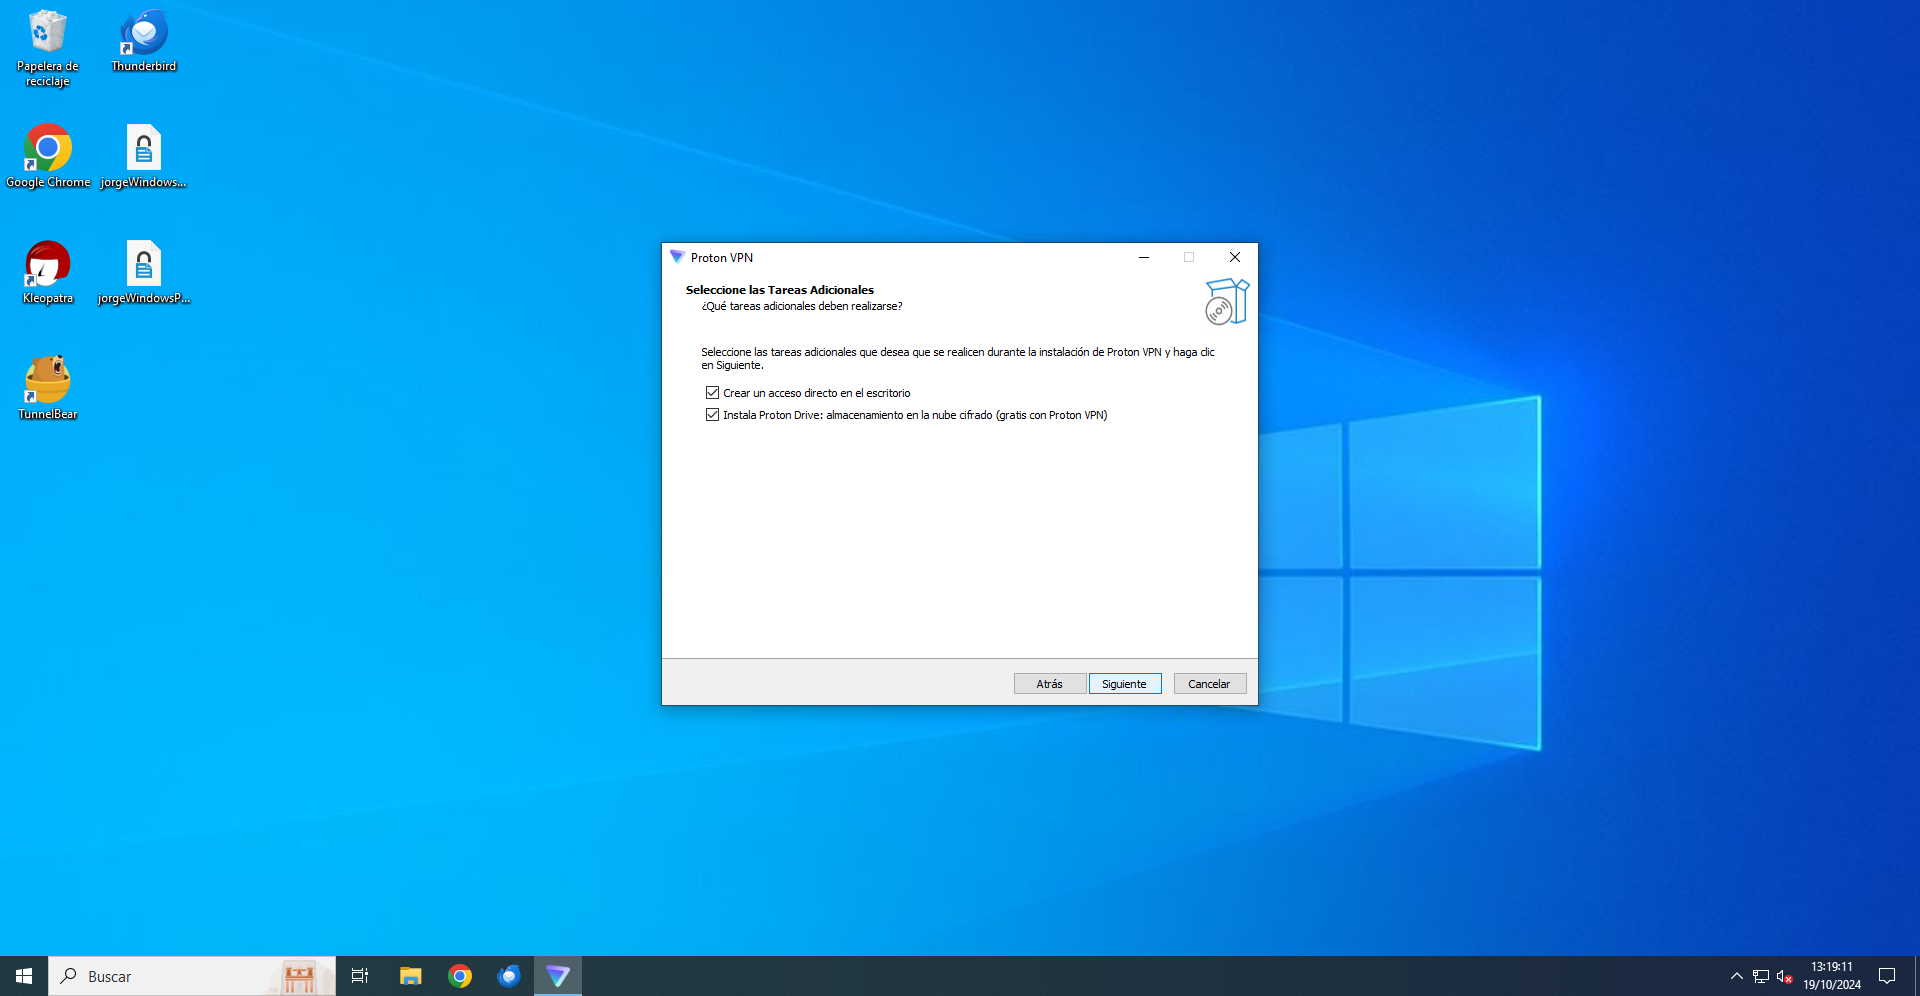 Papelera de
reciclaje
Thunderbird
Google Chrome
jorgeWindows...
Kleopatra
jorgeWindowsP...
TunnelBear
Proton VPN
Seleccione las Tareas Adicionales
¿Qué tareas adicionales deben realizarse?
Seleccione las tareas adicionales que desea que se realicen durante la instalación de Proton VPN y haga clic
en Siguiente.
Crear un acceso directo en el escritorio
Instala Proton Drive: almacenamiento en la nube cifrado (gratis con Proton VPN)
Atrás
Siguiente
Cancelar
Buscar
13:19:11
19/10/2024